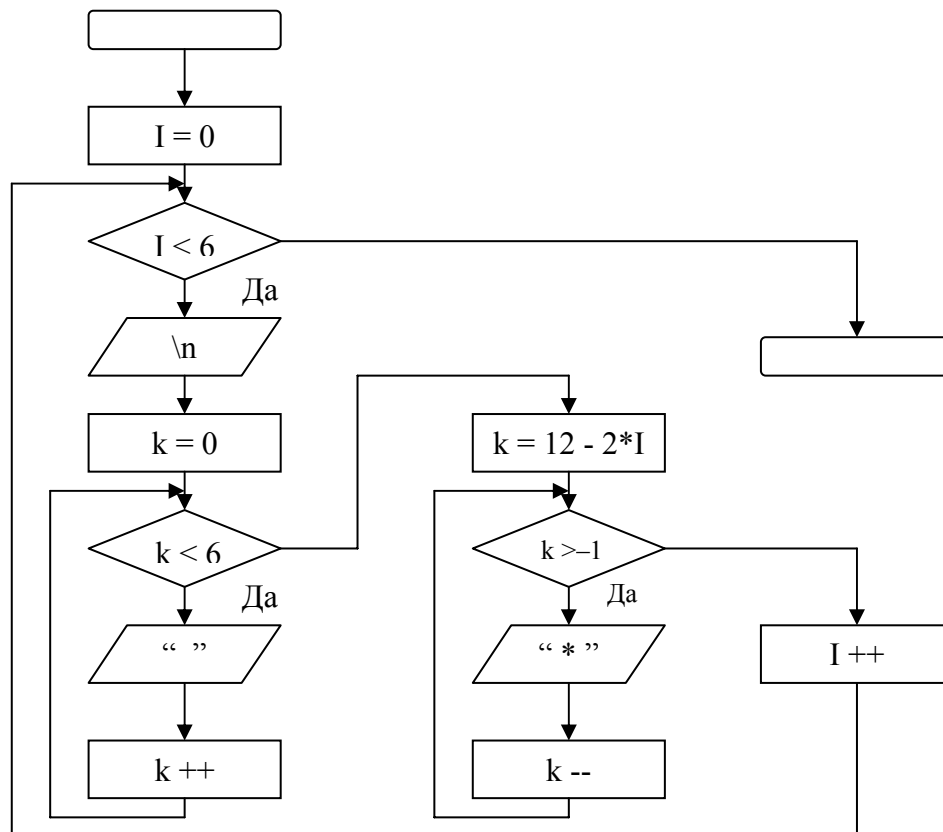 I = 0
I < 6
Да
\n
k = 0
k = 12 - 2*I
k < 6
k >–1
Да
Да
“ ”
“ * ”
I ++
k ++
k --